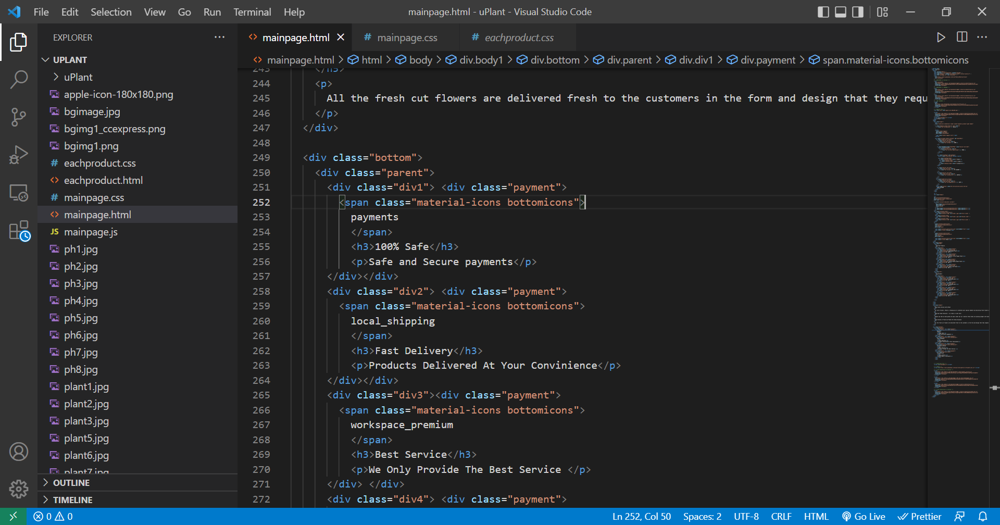 File Edit Selection View Go Run Terminal Help mainpage.html - uPlant - Visual Studio Code
EXPLORER
UPLANT
uPlant
apple-icon-180x180.png
bgimage.jpg
bgimg1_ccexpress.png
bgimg1.png
# eachproduct.css
<> eachproduct.html
# mainpage.css
<> mainpage.html
JS mainpage.js
ph1.jpg
ph2.jpg
ph3.jpg
ph4.jpg
ph5.jpg
ph6.jpg
ph7.jpg
ph8.jpg
plant1.jpg
plant2.jpg
plant3.jpg
plant5.jpg
plant6.jpg
plant7.jpg
OUTLINE
TIMELINE
<> mainpage.html # mainpage.css # eachproduct.css
<> mainpage.html > html > body > div.body1 > div.bottom > div.parent > div.div1 > div.payment > span.material-icons.bottomicons
243 </h5>
244 <p>
245 All the fresh cut flowers are delivered fresh to the customers in the form and design that they requ
246 </p>
247 </div>
248
249 <div class="bottom">
250 <div class="parent">
251 <div class="div1"> <div class="payment">
252 <span class="material-icons bottomicons">
253 payments
254 </span>
255 <h3>100% Safe</h3>
256 <p>Safe and Secure payments</p>
257 </div></div>
258 <div class="div2"> <div class="payment">
259 <span class="material-icons bottomicons">
260 local_shipping
261 </span>
262 <h3>Fast Delivery</h3>
263 <p>Products Delivered At Your Convinience</p>
264 </div></div>
265 <div class="div3"><div class="payment">
266 <span class="material-icons bottomicons">
267 workspace_premium
268 </span>
269 <h3>Best Service</h3>
270 <p>We Only Provide The Best Service </p>
271 </div> </div>
272 <div class="div4"> <div class="payment">
0 0 Ln 252, Col 50 Spaces: 2 UTF-8 CRLF HTML Go Live Prettier